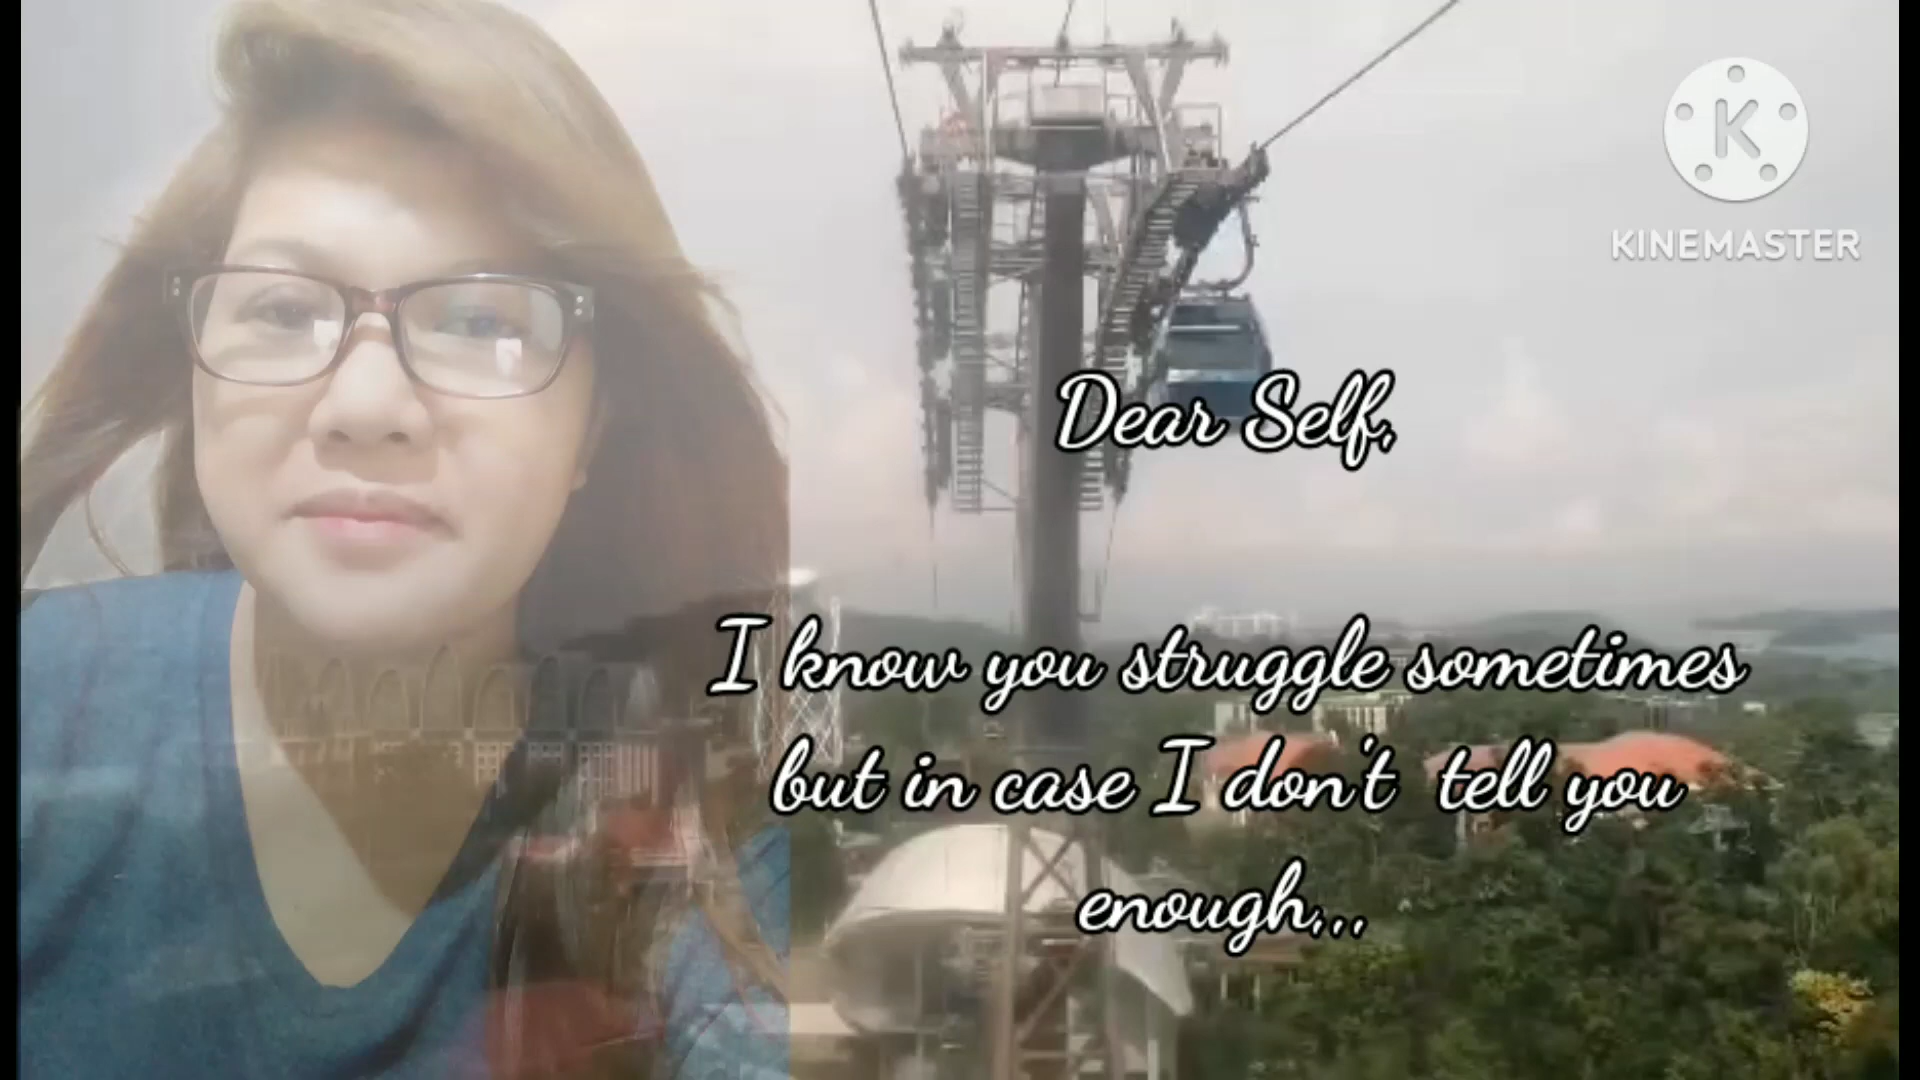 K
KINEMASTER
Dear Self,
I know you struggle sometimes
but in case I don't tell you
enough,,,